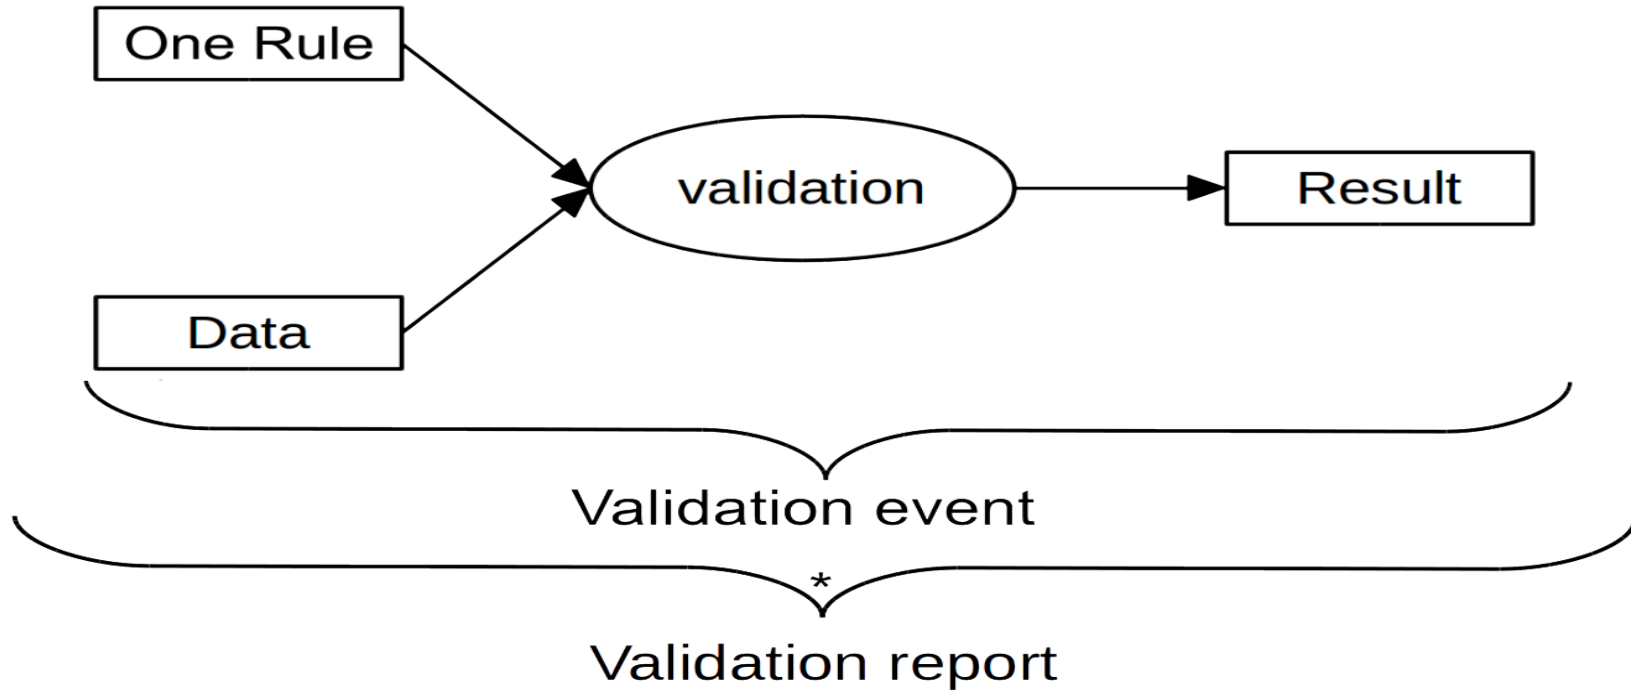 One Rule
validation
Result
Data
Validation event
*
Validation report